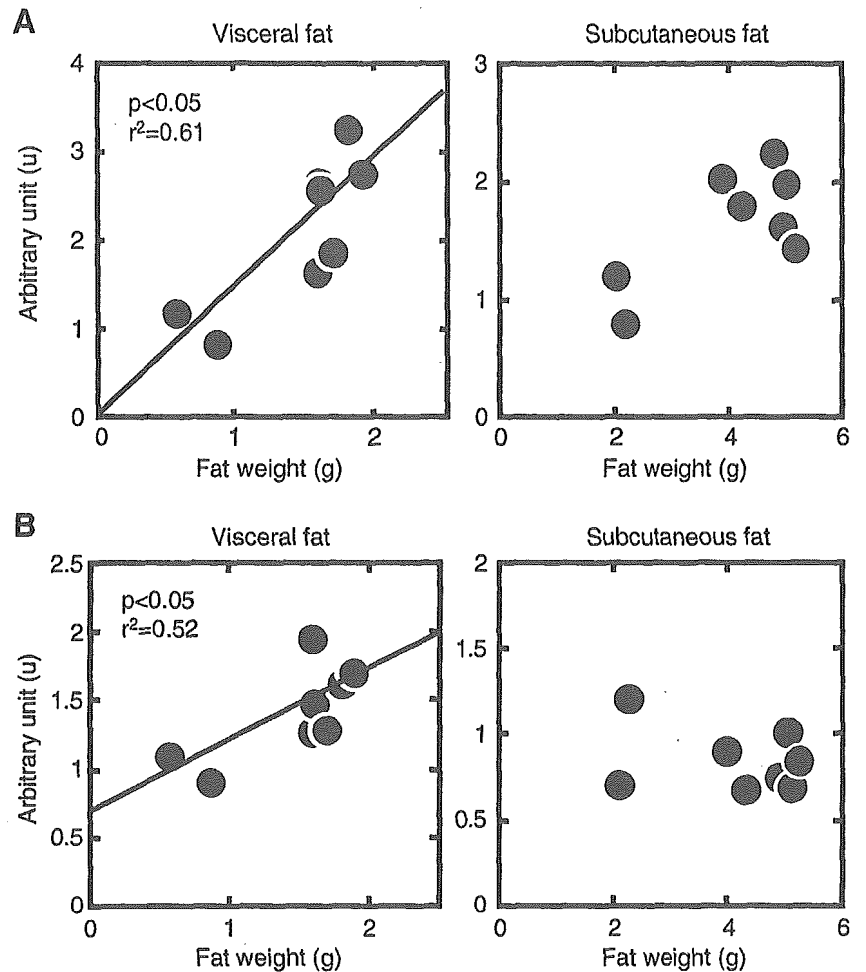 A
Visceral fat
Subcutaneous fat
p<0.05
r²=0.61
Arbitrary unit (u)
4
3
2
1
0
0
1
2
Fat weight (g)
3
2
1
0
0
2
4
6
Fat weight (g)
B
Visceral fat
Subcutaneous fat
p<0.05
r²=0.52
Arbitrary unit (u)
2.5
2
1.5
1
0.5
0
0
1
2
Fat weight (g)
2
1.5
1
0.5
0
0
2
4
6
Fat weight (g)